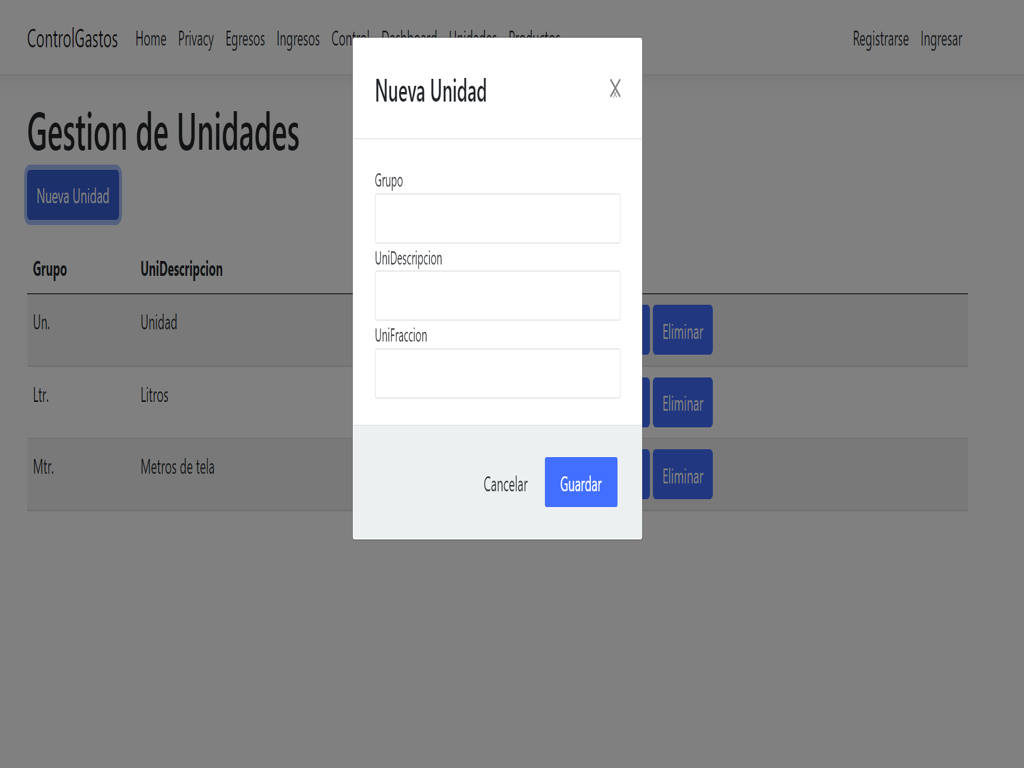 ControlGastos Home Privacy Egresos Ingresos Control Dashboard Unidades Productos Registrarse Ingresar
Nueva Unidad X
Gestion de Unidades
Nueva Unidad
Grupo
UniDescripcion
UniFraccion
Cancelar Guardar
Grupo UniDescripcion
Un. Unidad Eliminar
Ltr. Litros Eliminar
Mtr. Metros de tela Eliminar